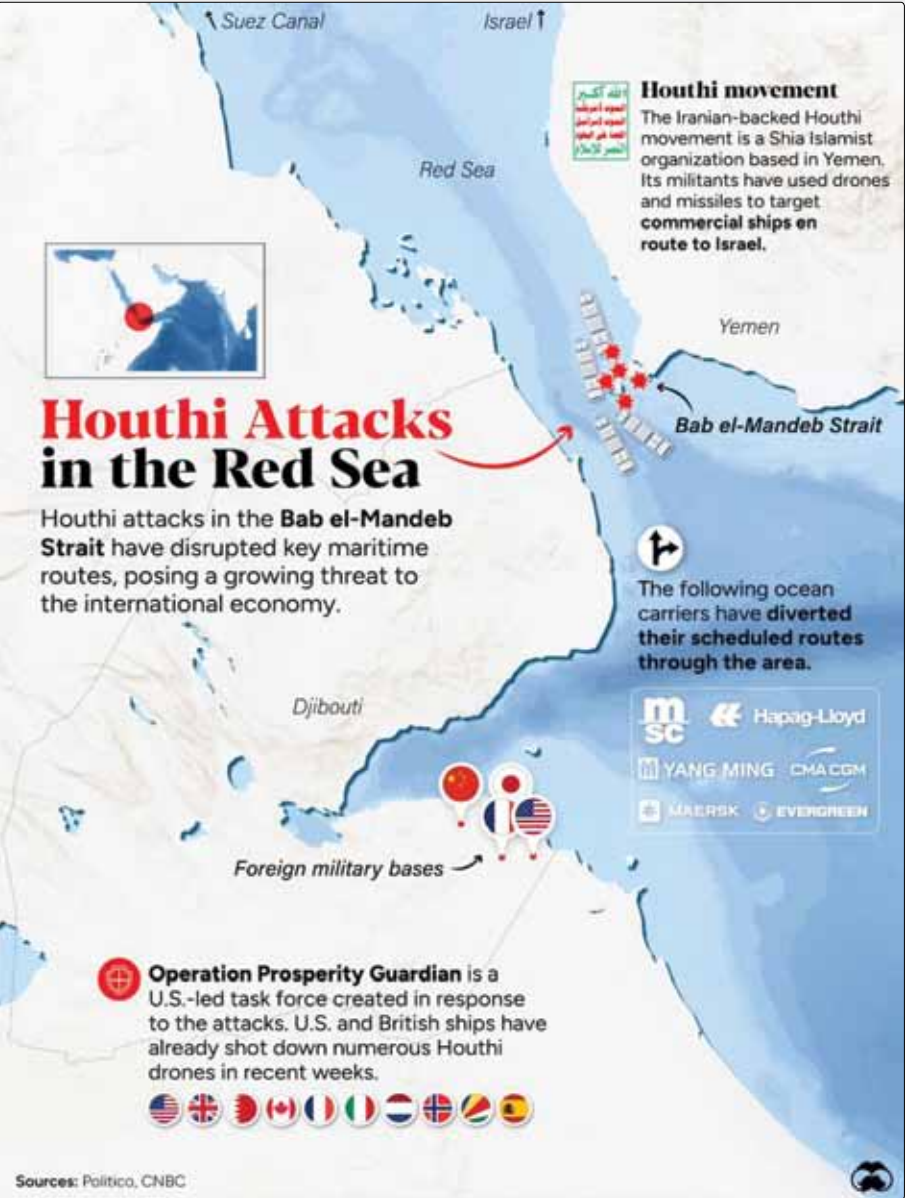 Suez Canal
Israel
Houthi movement
The Iranian-backed Houthi
movement is a Shia Islamist
organization based in Yemen.
Its militants have used drones
and missiles to target
commercial ships en
route to Israel.
الله أكبر
Red Sea
Yemen
Bab el-Mandeb Strait
Houthi Attacks
in the Red Sea
Houthi attacks in the Bab el-Mandeb
Strait have disrupted key maritime
routes, posing a growing threat to
the international economy.
The following ocean
carriers have diverted
their scheduled routes
through the area.
msc
Hapag-Lloyd
YANG MING
CMA CGM
MAERSK
EVERGREEN
Djibouti
Foreign military bases
Operation Prosperity Guardian is a
U.S.-led task force created in response
to the attacks. U.S. and British ships have
already shot down numerous Houthi
drones in recent weeks.
Sources: Politico, CNBC